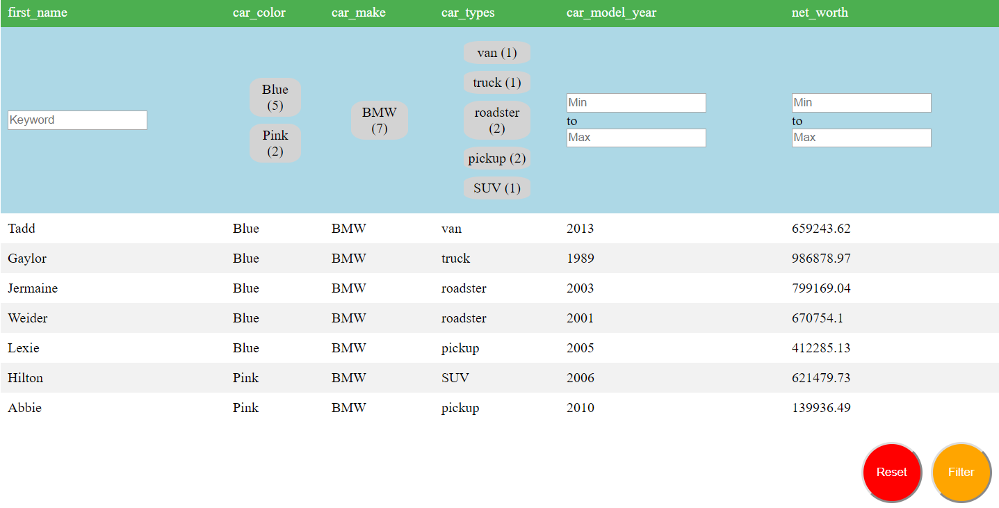 first_name car_color car_make car_types car_model_year net_worth
van (1)
truck (1)
Blue
(5)
Min
Min
Keyword
BMW
(7)
roadster
(2)
to
to
Pink
(2)
Max
Max
pickup (2)
SUV (1)
Tadd Blue BMW van 2013 659243.62
Gaylor Blue BMW truck 1989 986878.97
Jermaine Blue BMW roadster 2003 799169.04
Weider Blue BMW roadster 2001 670754.1
Lexie Blue BMW pickup 2005 412285.13
Hilton Pink BMW SUV 2006 621479.73
Abbie Pink BMW pickup 2010 139936.49
Reset Filter